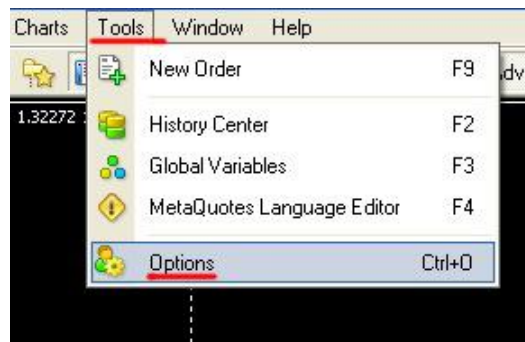 Charts Tools Window Help
New Order F9
History Center F2
Global Variables F3
MetaQuotes Language Editor F4
Options Ctrl+O
1.32272